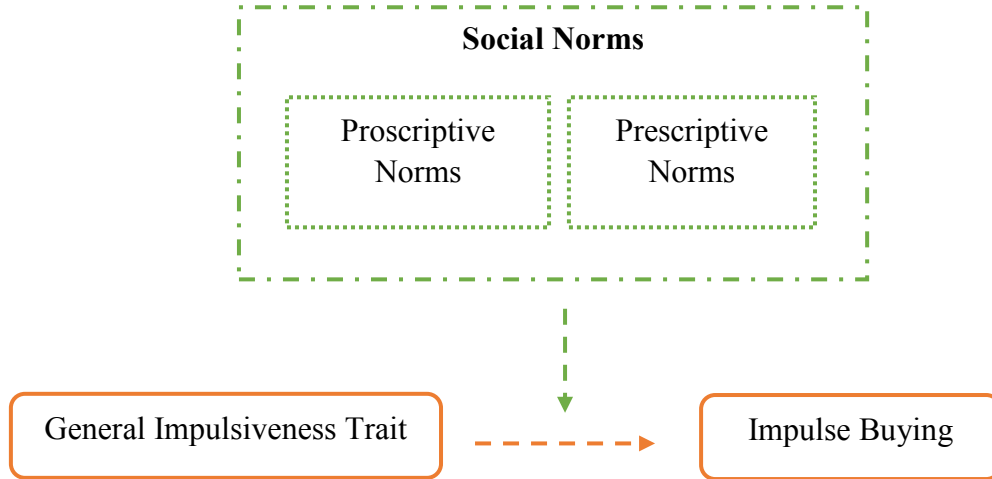 Social Norms
Proscriptive
Norms
Prescriptive
Norms
General Impulsiveness Trait
Impulse Buying